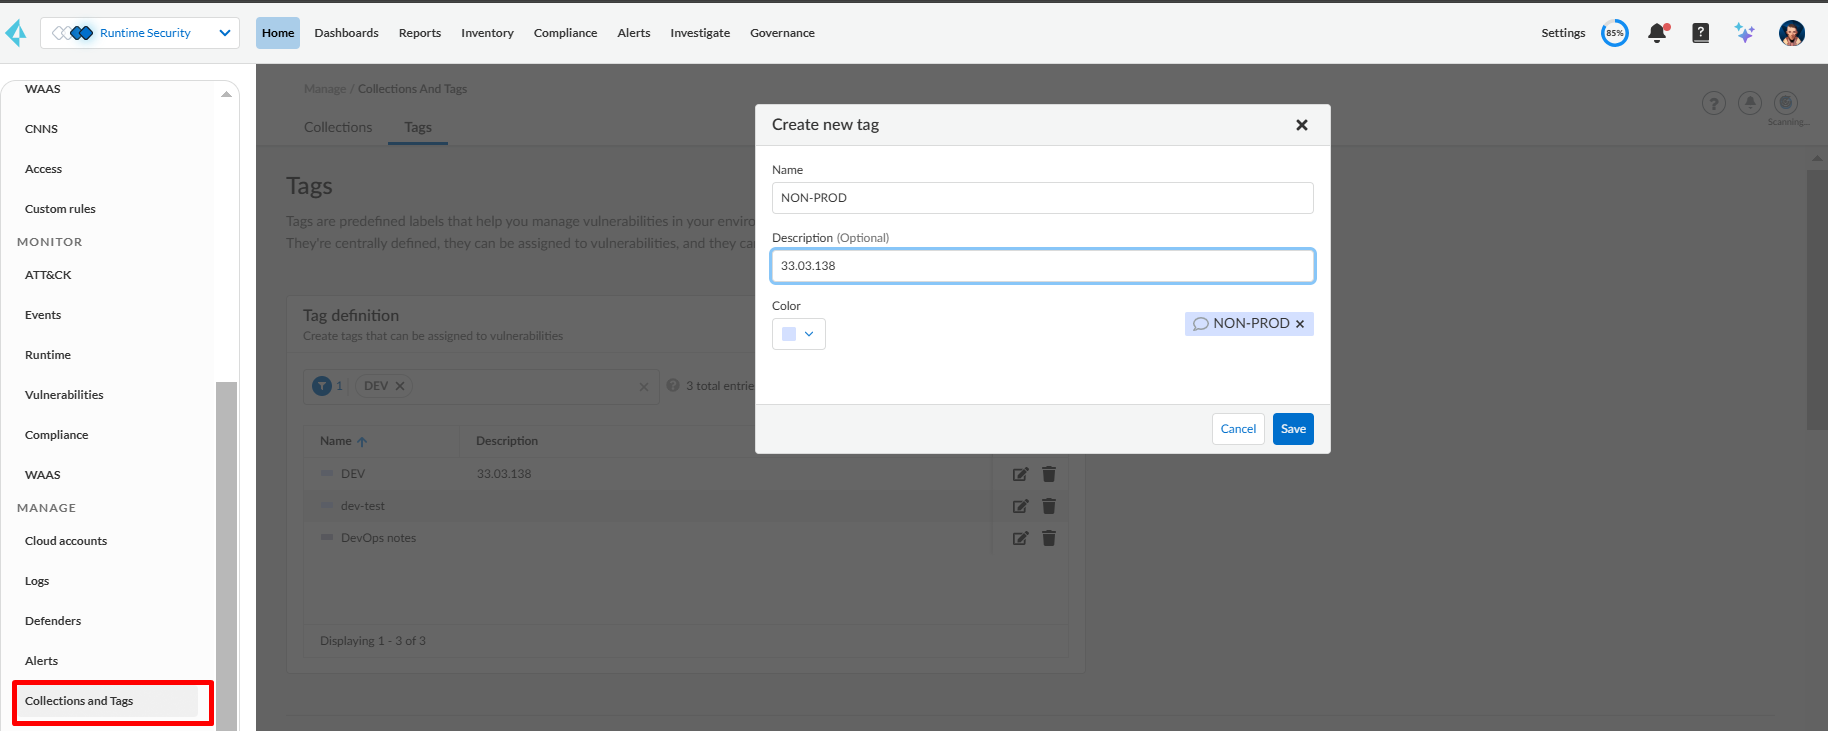 Runtime Security
Home
Dashboards
Reports
Inventory
Compliance
Alerts
Investigate
Governance
Settings
85%
?
WAAS
CNNS
Access
Custom rules
MONITOR
ATT&CK
Events
Runtime
Vulnerabilities
Compliance
WAAS
MANAGE
Cloud accounts
Logs
Defenders
Alerts
Collections and Tags
Manage / Collections And Tags
Collections
Tags
?
Scanning...
Tags
Tags are predefined labels that help you manage vulnerabilities in your
They're centrally defined, they can be assigned to vulnerabilities, and they
Tag definition
Create tags that can be assigned to vulnerabilities
1
DEV
3 total
Name
Description
DEV
33.03.138
dev-test
DevOps notes
Displaying 1 - 3 of 3
Create new tag
Name
NON-PROD
Description (Optional)
33.03.138
Color
NON-PROD
Cancel
Save